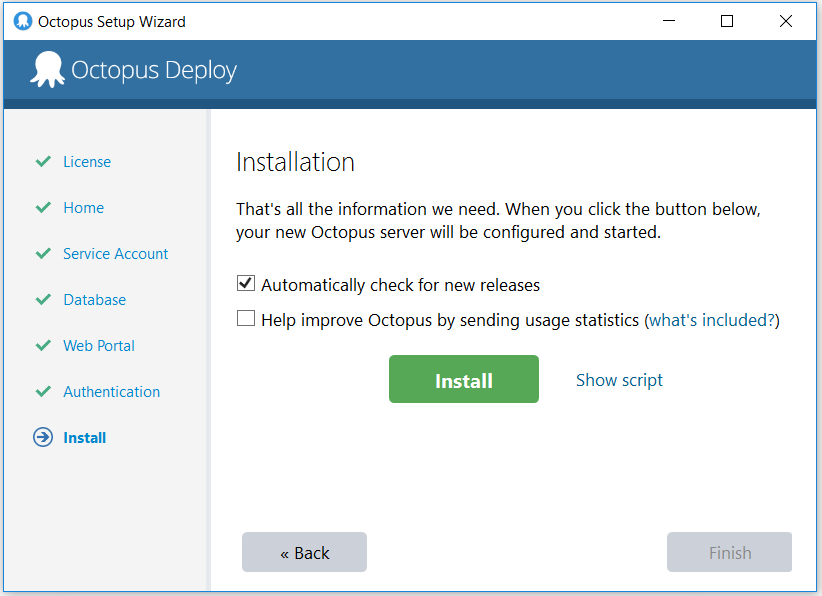 Octopus Setup Wizard
Octopus Deploy
License
Home
Service Account
Database
Web Portal
Authentication
Install
Installation
That's all the information we need. When you click the button below,
your new Octopus server will be configured and started.
Automatically check for new releases
Help improve Octopus by sending usage statistics (what's included?)
Install
Show script
« Back
Finish